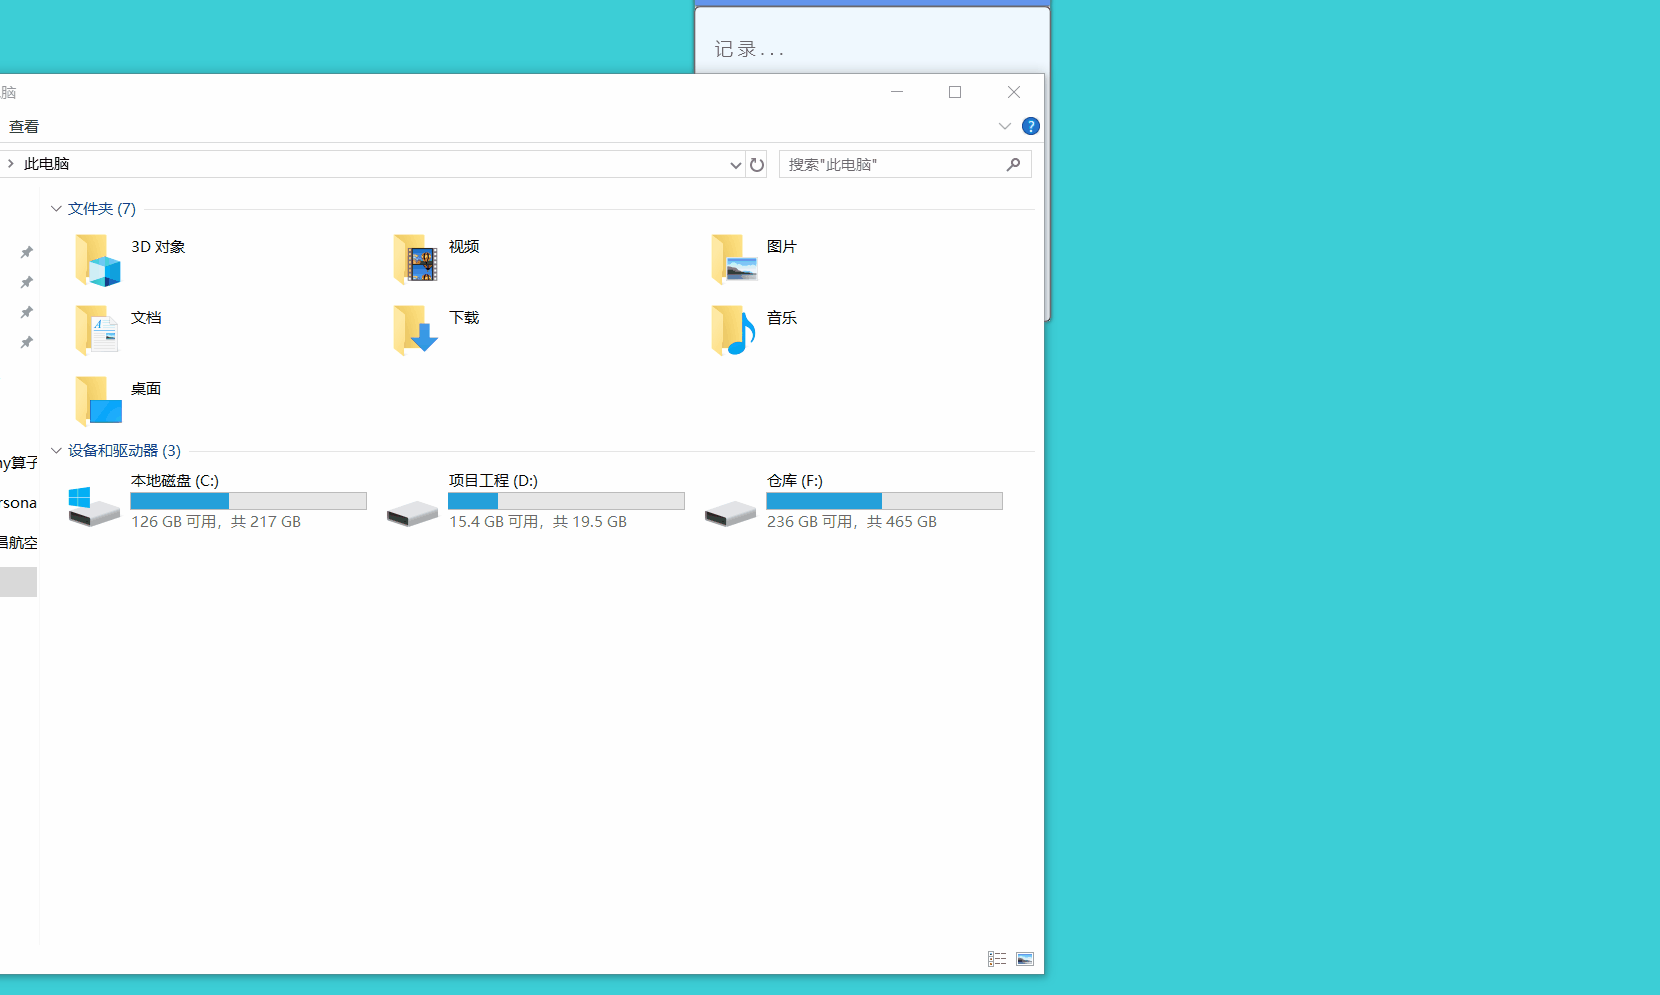 记录...
脑
查看
?
此电脑
搜索"此电脑"
文件夹 (7)
3D 对象
视频
图片
文档
下载
音乐
桌面
设备和驱动器 (3)
ny算子
本地磁盘 (C:)
项目工程 (D:)
仓库 (F:)
rsona
126 GB 可用，共 217 GB
15.4 GB 可用，共 19.5 GB
236 GB 可用，共 465 GB
昌航空